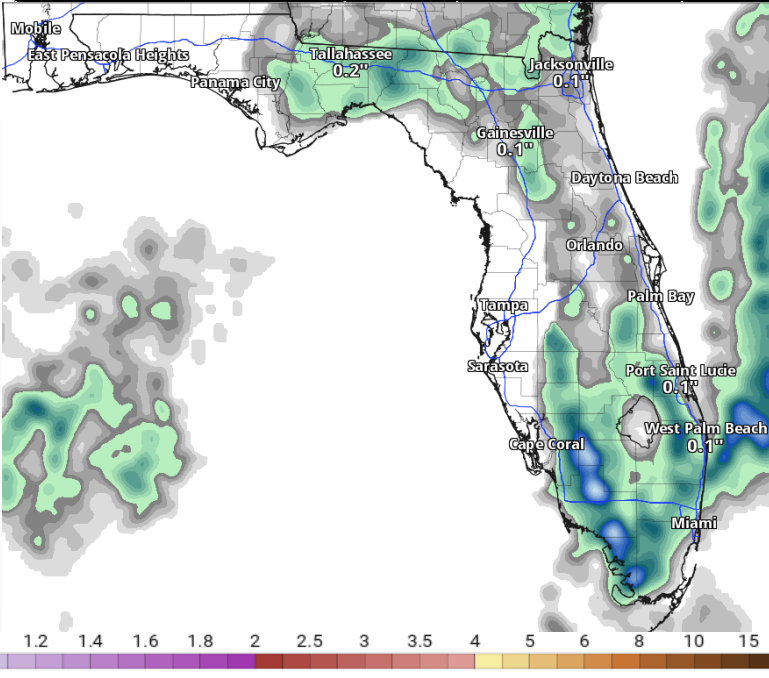 Mobile
East Pensacola Heights
Tallahassee
0.2"
Panama City
Jacksonville
0.1"
Gainesville
0.1"
Daytona Beach
Orlando
Palm Bay
Tampa
Sarasota
Port Saint Lucie
0.1"
West Palm Beach
0.1"
Cape Coral
Miami
1.2 1.4 1.6 1.8 2 2.5 3 3.5 4 5 6 8 10 15